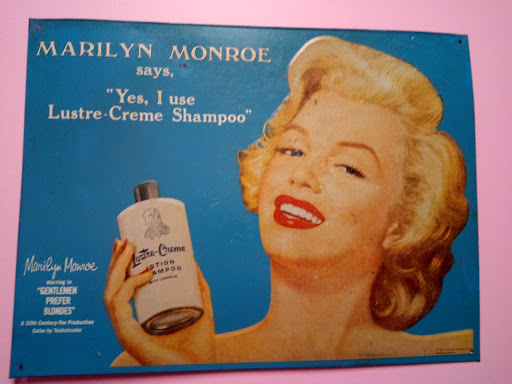 MARILYN MONROE
says,
"Yes, I use
Lustre-Creme Shampoo"
Lustre-Creme
LOTION
SHAMPOO
Marilyn Monroe
starring in
"GENTLEMEN
PREFER
BLONDES"
A 20th Century-Fox Production
Color by Technicolor